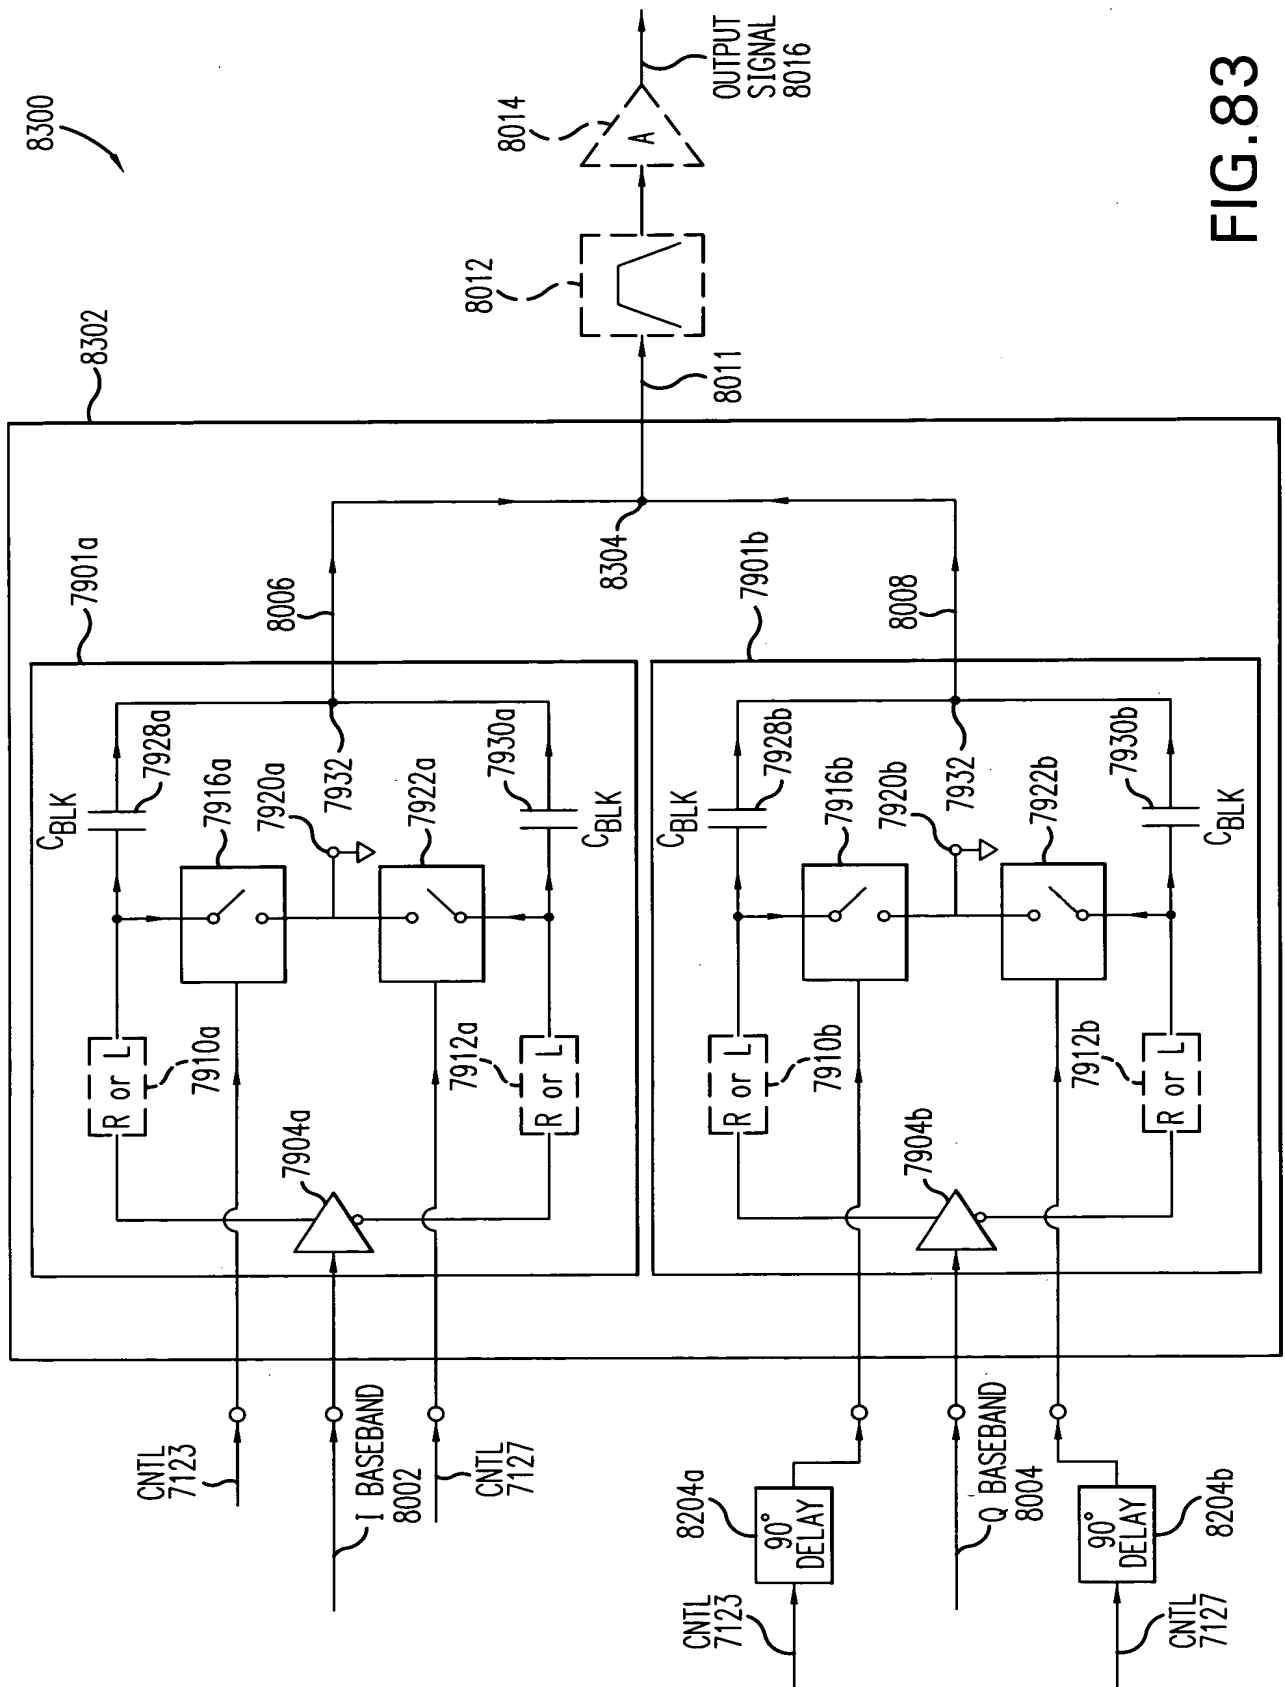 8300
8302
7901a
C BLK
7928a
7916a
7920a
7932
7922a
7930a
C BLK
R or L
7910a
7912a
R or L
7904a
CNTL
7123
I BASEBAND
8002
CNTL
7127
8006
8304
8011
8012
A
8014
OUTPUT
SIGNAL
8016
7901b
8008
C BLK
7928b
7916b
7920b
7932
7922b
7930b
C BLK
R or L
7910b
7912b
R or L
7904b
8204a
90°
DELAY
CNTL
7123
Q BASEBAND
8004
8204b
90°
DELAY
CNTL
7127
FIG.83